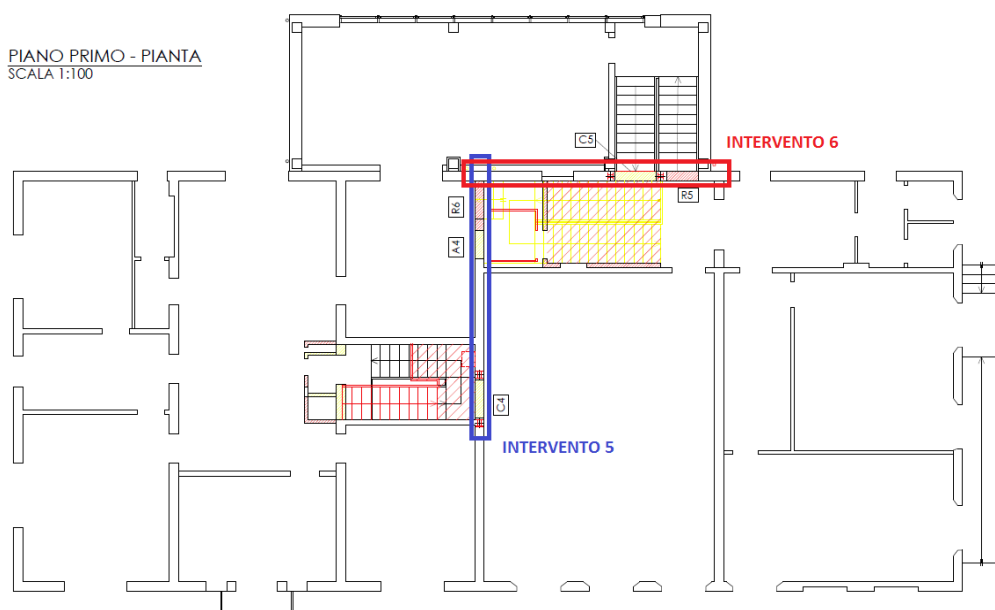 PIANO PRIMO - PIANTA
SCALA 1:100
C5
INTERVENTO 6
R6
R5
A4
C4
INTERVENTO 5